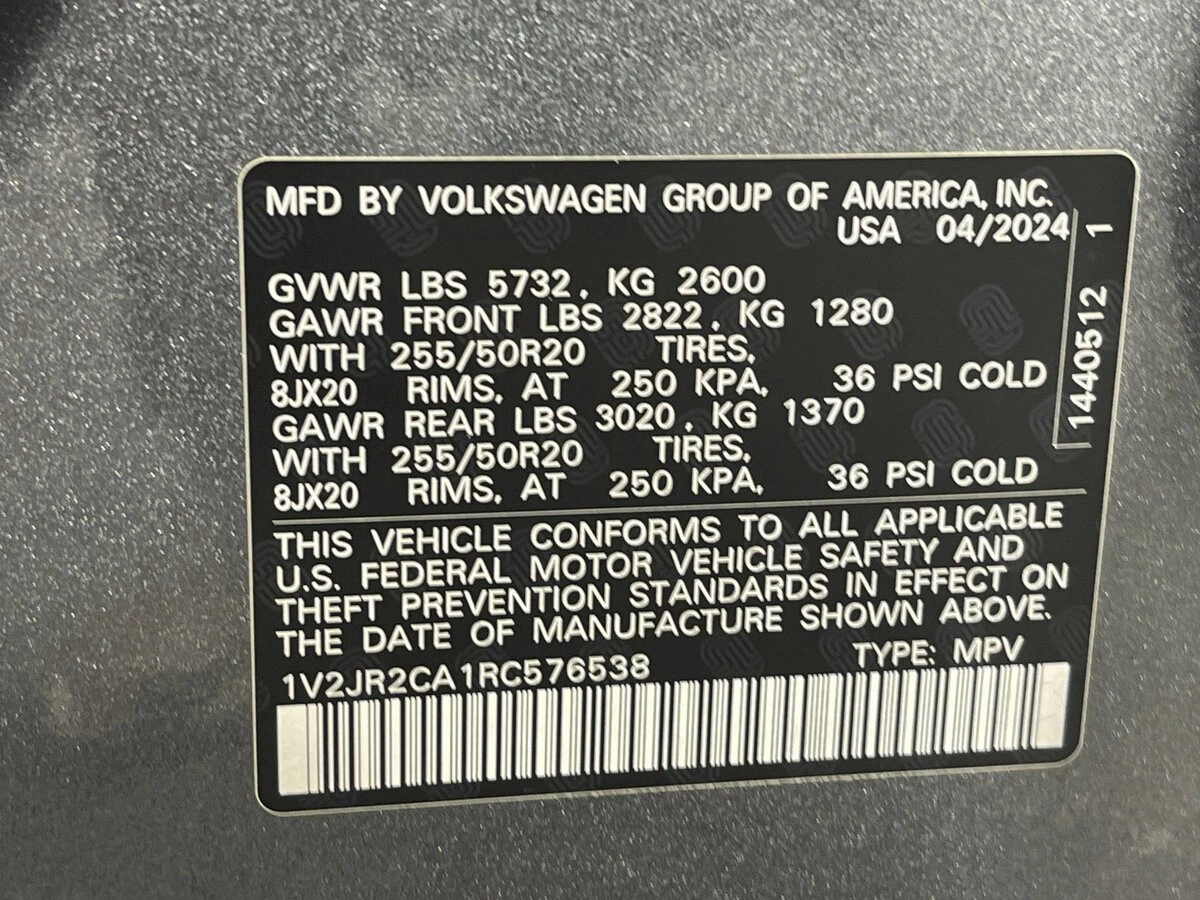 MFD BY VOLKSWAGEN GROUP OF AMERICA, INC.
USA 04/2024
GVWR LBS 5732, KG 2600
GAWR FRONT LBS 2822, KG 1280
WITH 255/50R20 TIRES,
8JX20 RIMS, AT 250 KPA, 36 PSI COLD
GAWR REAR LBS 3020, KG 1370
WITH 255/50R20 TIRES,
8JX20 RIMS, AT 250 KPA, 36 PSI COLD
1440512 1
THIS VEHICLE CONFORMS TO ALL APPLICABLE
U.S. FEDERAL MOTOR VEHICLE SAFETY AND
THEFT PREVENTION STANDARDS IN EFFECT ON
THE DATE OF MANUFACTURE SHOWN ABOVE.
1V2JR2CA1RC576538 TYPE: MPV